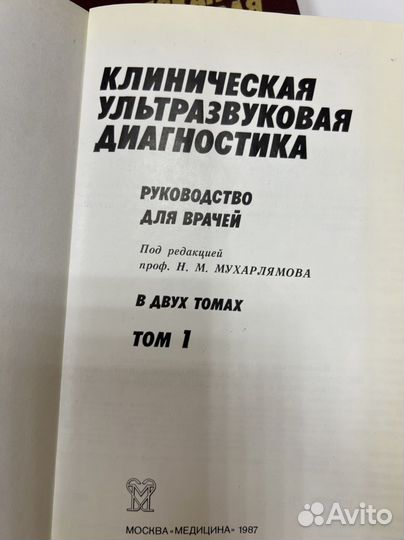 КЛИНИЧЕСКАЯ
УЛЬТРАЗВУКОВАЯ
ДИАГНОСТИКА
РУКОВОДСТВО
ДЛЯ ВРАЧЕЙ
Под редакцией
проф. Н. М. МУХАРЛЯМОВА
В ДВУХ ТОМАХ
ТОМ 1
МОСКВА «МЕДИЦИНА» 1987
Avito